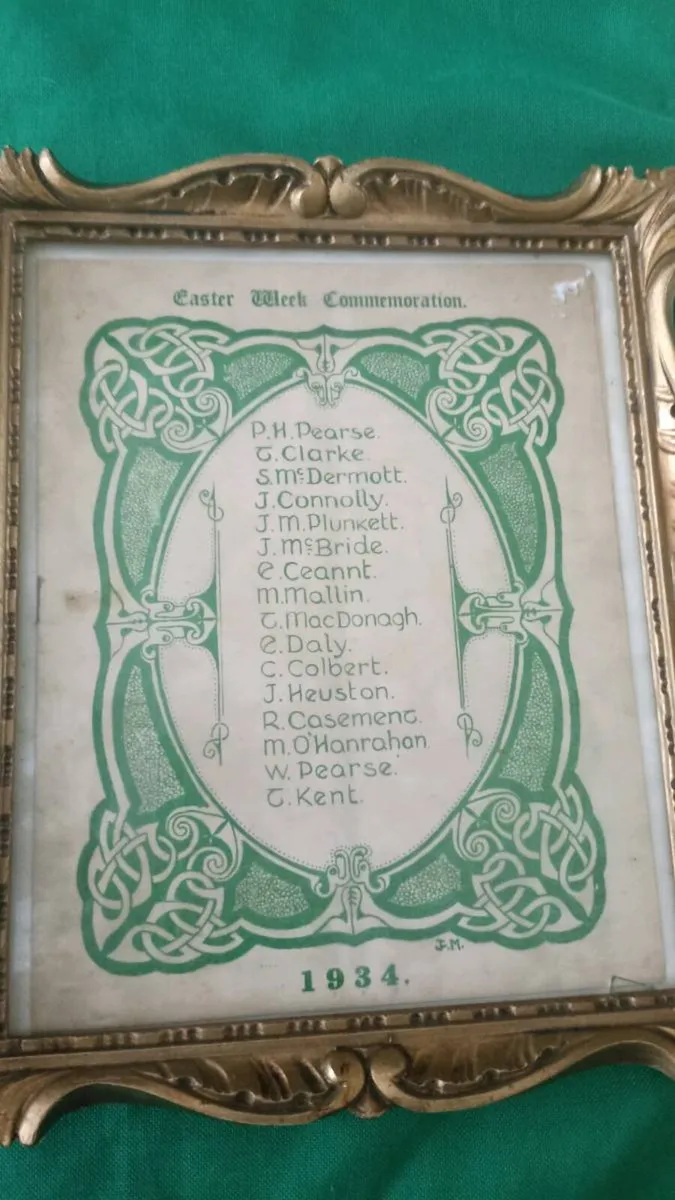 Easter Week Commemoration.
P.H.Pearse.
T.Clarke.
S.McDermott.
J.Connolly.
J.M.Plunkett.
J.McBride.
E.Ceannt.
M.Mallin.
T.MacDonagh.
E.Daly.
C.Colbert.
J.Heuston.
R.Casement.
M.O'Hanrahan.
W.Pearse.
T.Kent.
J.M.
1934.